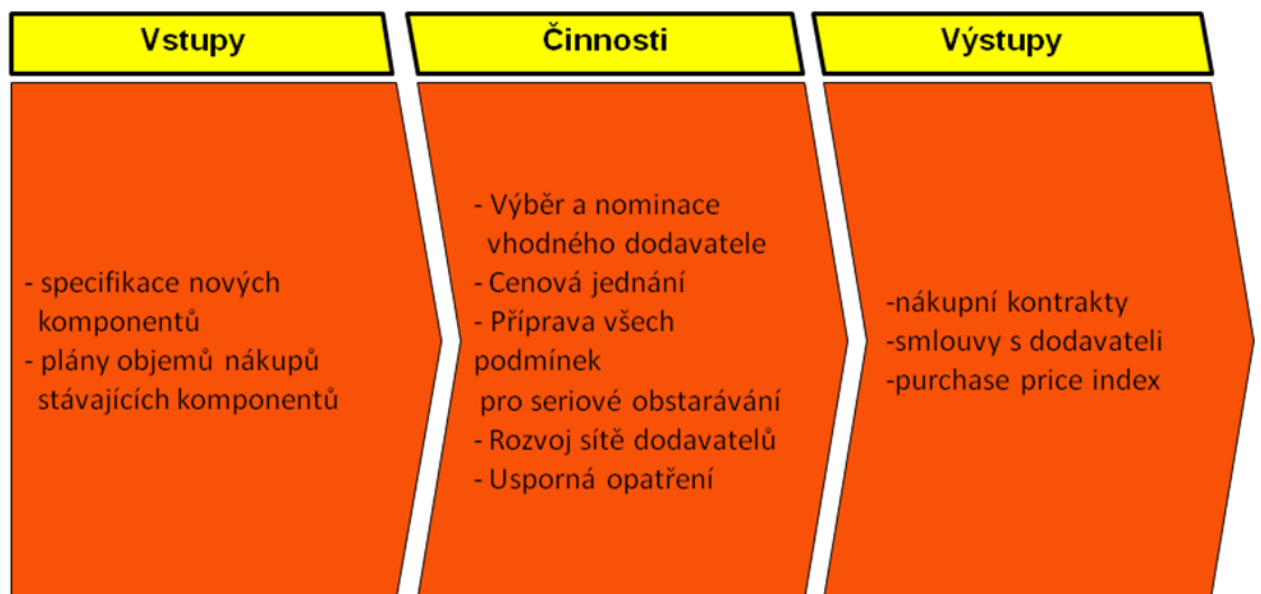 Vstupy
Činnosti
Výstupy
- specifikace nových
komponentů
- plány objemů nákupů
stávajících komponentů
- Výběr a nominace
vhodného dodavatele
- Cenová jednání
- Příprava všech
podmínek
pro seriové obstarávání
- Rozvoj sítě dodavatelů
- Usporná opatření
-nákupní kontrakty
-smlouvy s dodavateli
-purchase price index